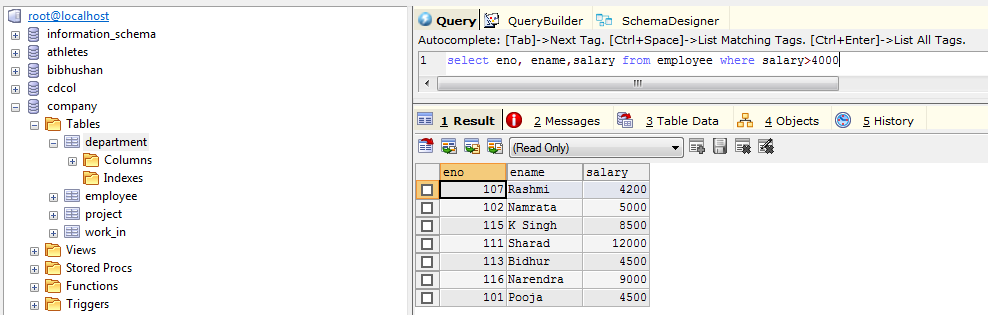 root@localhost
information_schema
athletes
bibhushan
cdcol
company
Tables
department
Columns
Indexes
employee
project
work_in
Views
Stored Procs
Functions
Triggers
Query QueryBuilder SchemaDesigner
Autocomplete: [Tab]->Next Tag. [Ctrl+Space]->List Matching Tags. [Ctrl+Enter]->List All Tags.
1 select eno, ename,salary from employee where salary>4000
1 Result 2 Messages 3 Table Data 4 Objects 5 History
(Read Only)
eno ename salary
107 Rashmi 4200
102 Namrata 5000
115 K Singh 8500
111 Sharad 12000
113 Bidhur 4500
116 Narendra 9000
101 Pooja 4500